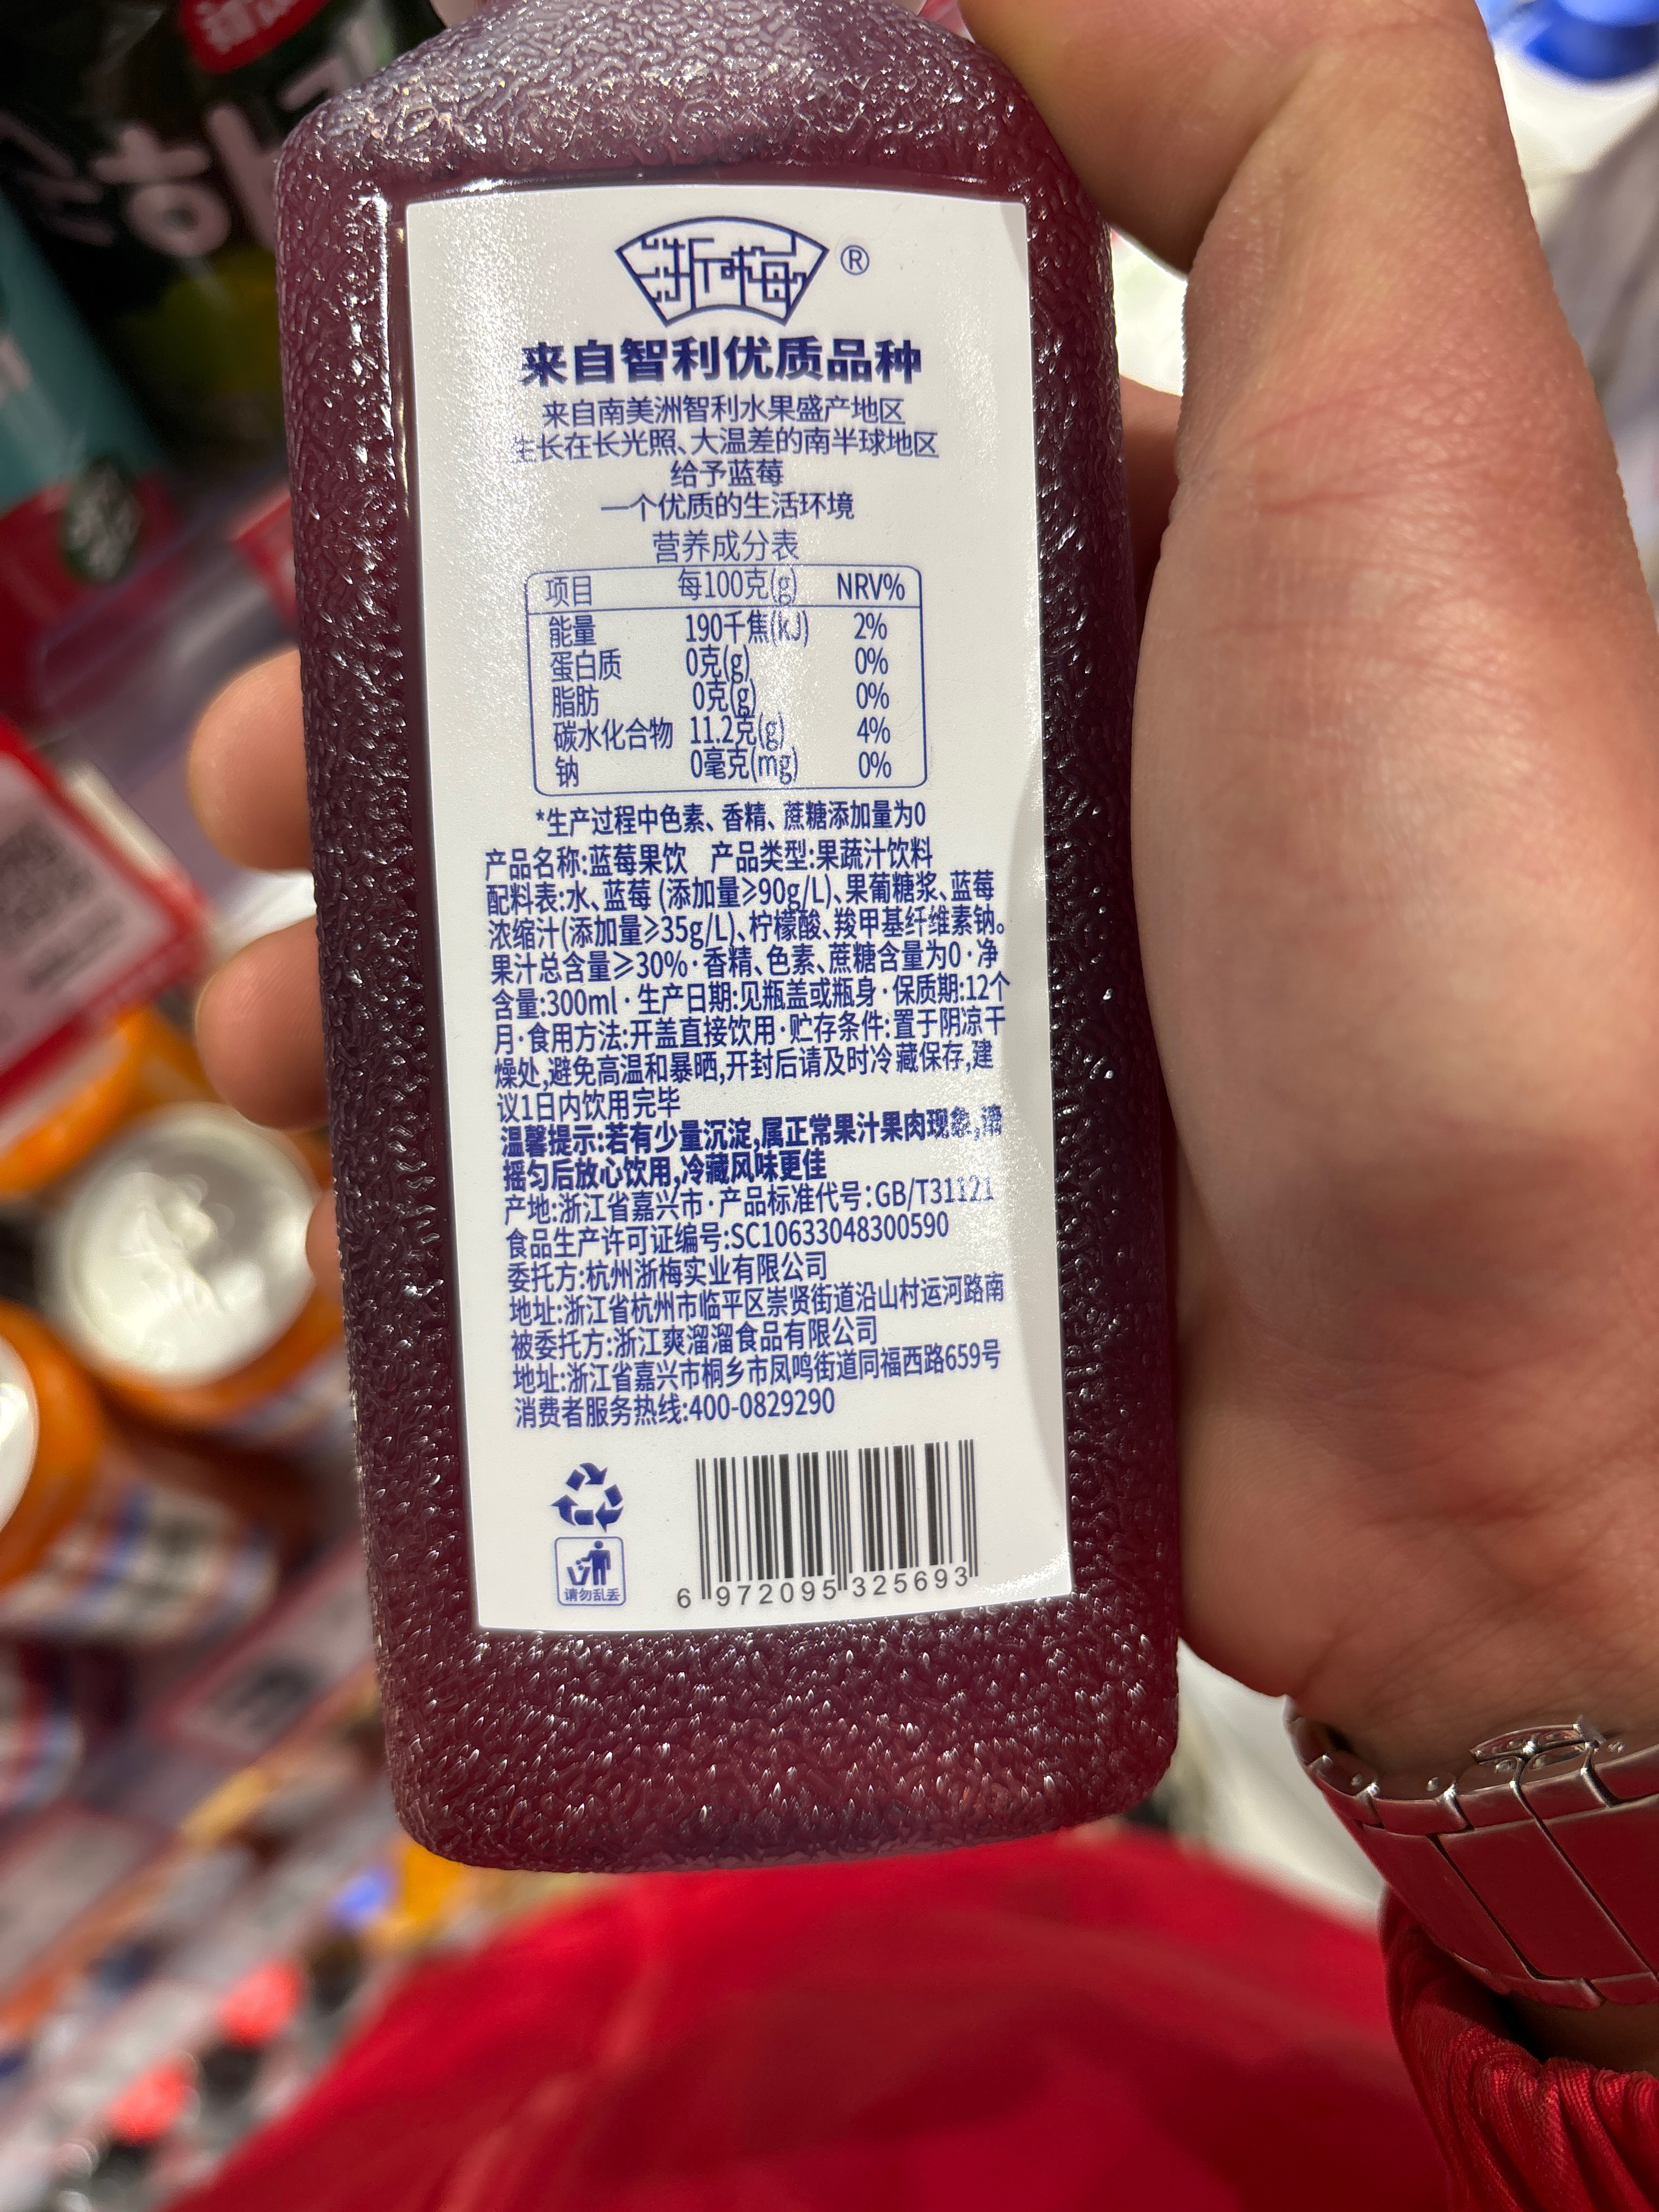 浙梅®
来自智利优质品种
来自南美洲智利水果盛产地区
生长在长光照、大温差的南半球地区
给予蓝莓
一个优质的生活环境
营养成分表
项目 每100克(g) NRV%
能量 190千焦(kJ) 2%
蛋白质 0克(g) 0%
脂肪 0克(g) 0%
碳水化合物 11.2克(g) 4%
钠 0毫克(mg) 0%
*生产过程中色素、香精、蔗糖添加量为0
产品名称:蓝莓果饮 产品类型:果蔬汁饮料
配料表:水、蓝莓(添加量≥90g/L)、果葡糖浆、蓝莓
浓缩汁(添加量≥35g/L)、柠檬酸、羧甲基纤维素钠。
果汁总含量≥30%·香精、色素、蔗糖含量为0·净
含量:300ml·生产日期:见瓶盖或瓶身·保质期:12个
月·食用方法:开盖直接饮用·贮存条件:置于阴凉干
燥处,避免高温和暴晒,开封后请及时冷藏保存,建
议1日内饮用完毕
温馨提示:若有少量沉淀,属正常果汁果肉现象,请
摇匀后放心饮用,冷藏风味更佳
产地:浙江省嘉兴市·产品标准代号:GB/T31121
食品生产许可证编号:SC10633048300590
委托方:杭州浙梅实业有限公司
地址:浙江省杭州市临平区崇贤街道沿山村运河路南
被委托方:浙江爽溜溜食品有限公司
地址:浙江省嘉兴市桐乡市凤鸣街道同福西路659号
消费者服务热线:400-0829290
请勿乱丢
6 972095 325693
하